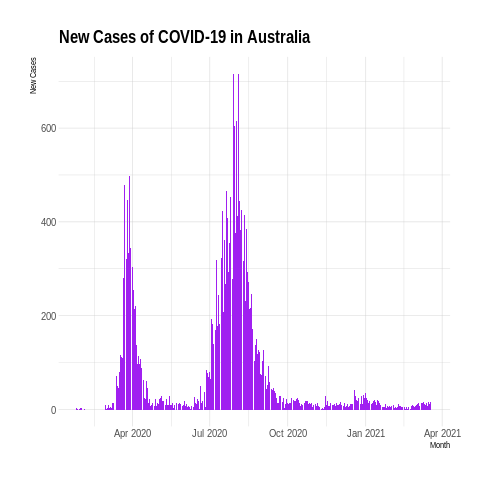 New Cases of COVID-19 in Australia
New Cases
600
400
200
0
Apr 2020
Jul 2020
Oct 2020
Jan 2021
Apr 2021
Month